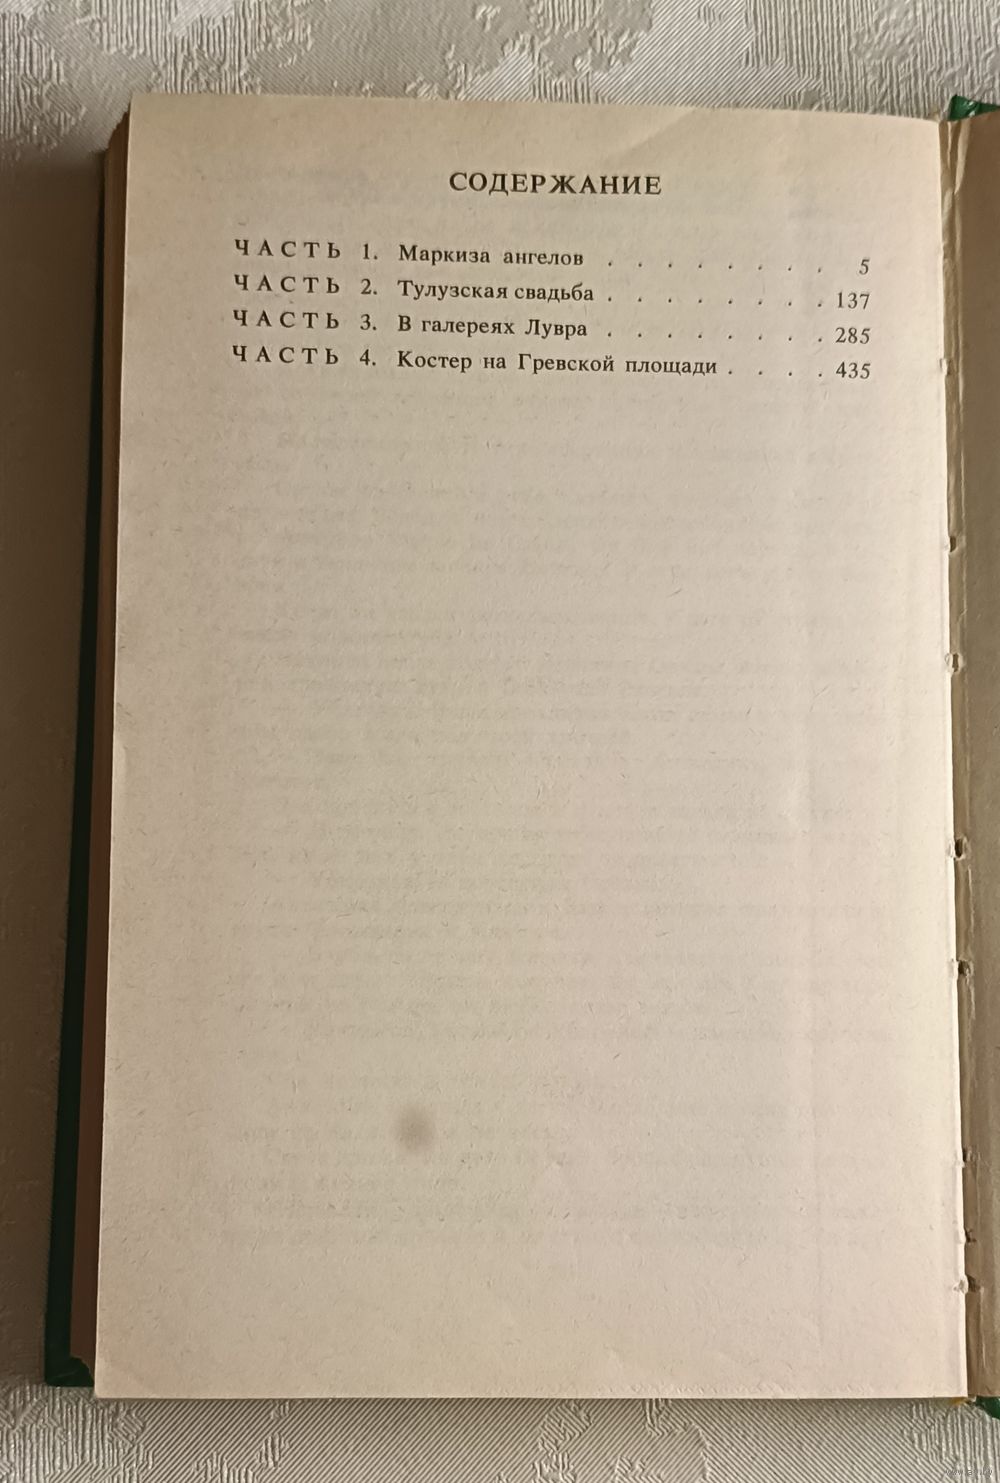 СОДЕРЖАНИЕ
ЧАСТЬ 1. Маркиза ангелов . . . . . . . . 5
ЧАСТЬ 2. Тулузская свадьба . . . . . . . . 137
ЧАСТЬ 3. В галереях Лувра . . . . . . . . 285
ЧАСТЬ 4. Костер на Гревской площади . . . . 435